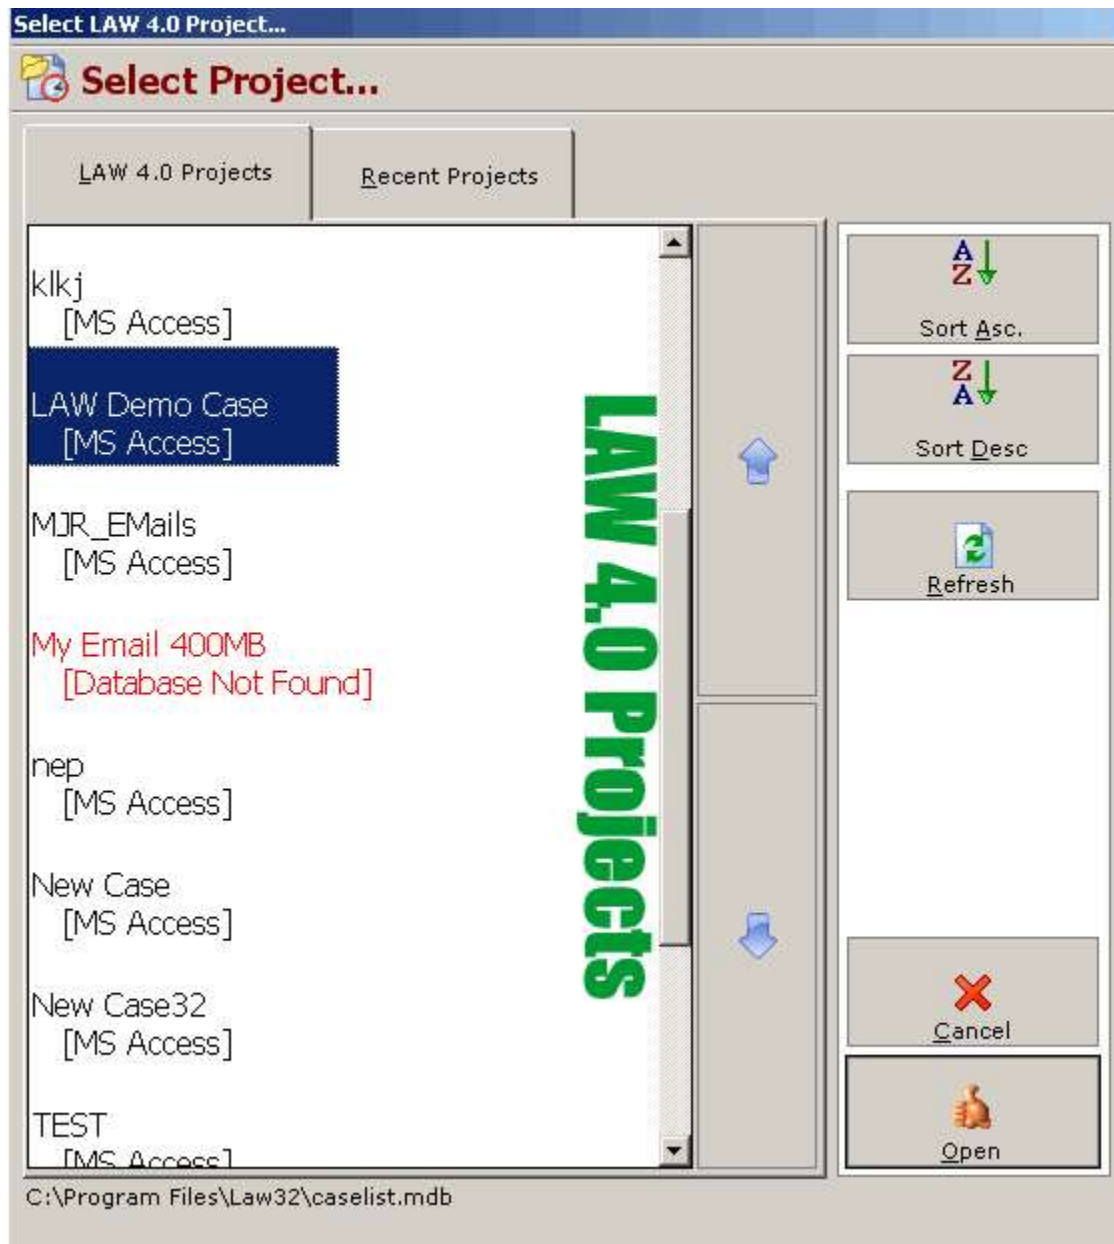 Select LAW 4.0 Project...
Select Project...
LAW 4.0 Projects
Recent Projects
klkj
[MS Access]
LAW Demo Case
[MS Access]
MJR_EMails
[MS Access]
My Email 400MB
[Database Not Found]
nep
[MS Access]
New Case
[MS Access]
New Case32
[MS Access]
TEST
[MS Access]
LAW 4.0 Projects
A
Z
Sort Asc.
Z
A
Sort Desc
Refresh
Cancel
Open
C:\Program Files\Law32\caselist.mdb